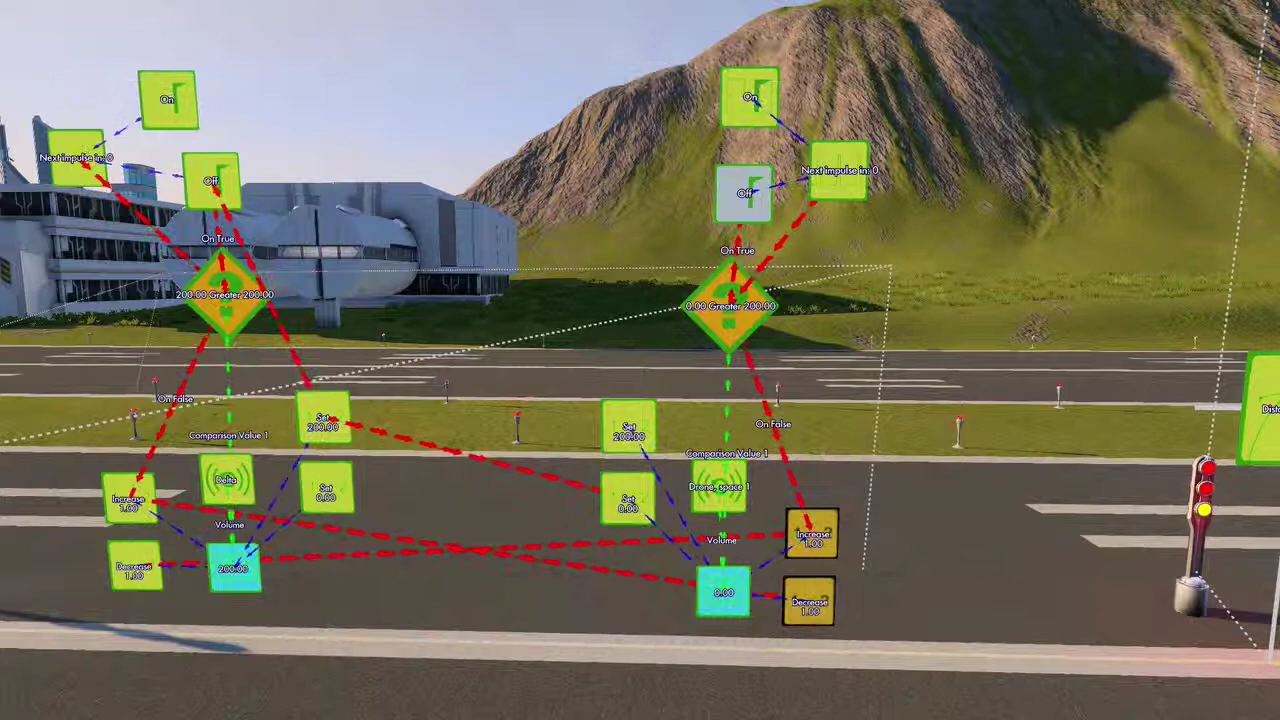 On
Next impulse in: 0
Off
On True
200.00 Greater 200.00
On False
Set
200.00
Comparison Value 1
Delta
Set
0.00
Increase
1.00
Volume
Decrease
1.00
200.00
On
Next impulse in: 0
Off
On True
0.00 Greater 200.00
On False
Set
200.00
Comparison Value 1
Drone, space 1
Set
0.00
Increase
1.00
Volume
0.00
Decrease
1.00